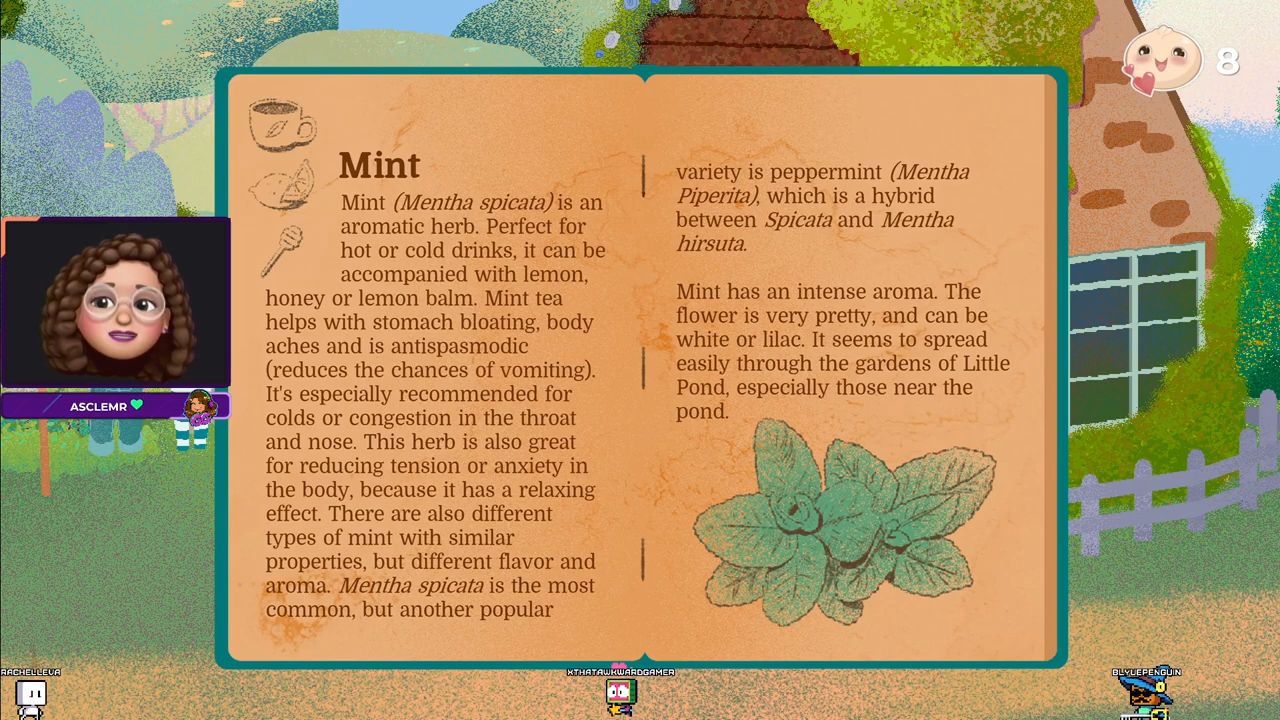 8
Mint
Mint (Mentha spicata) is an
aromatic herb. Perfect for
hot or cold drinks, it can be
accompanied with lemon,
honey or lemon balm. Mint tea
helps with stomach bloating, body
aches and is antispasmodic
(reduces the chances of vomiting).
It's especially recommended for
colds or congestion in the throat
and nose. This herb is also great
for reducing tension or anxiety in
the body, because it has a relaxing
effect. There are also different
types of mint with similar
properties, but different flavor and
aroma. Mentha spicata is the most
common, but another popular
variety is peppermint (Mentha
Piperita), which is a hybrid
between Spicata and Mentha
hirsuta.
Mint has an intense aroma. The
flower is very pretty, and can be
white or lilac. It seems to spread
easily through the gardens of Little
Pond, especially those near the
pond.
ASCLEMR
RACHELLEVA
XTHATAWKWARDGAMER
BLYUEPENGUIN